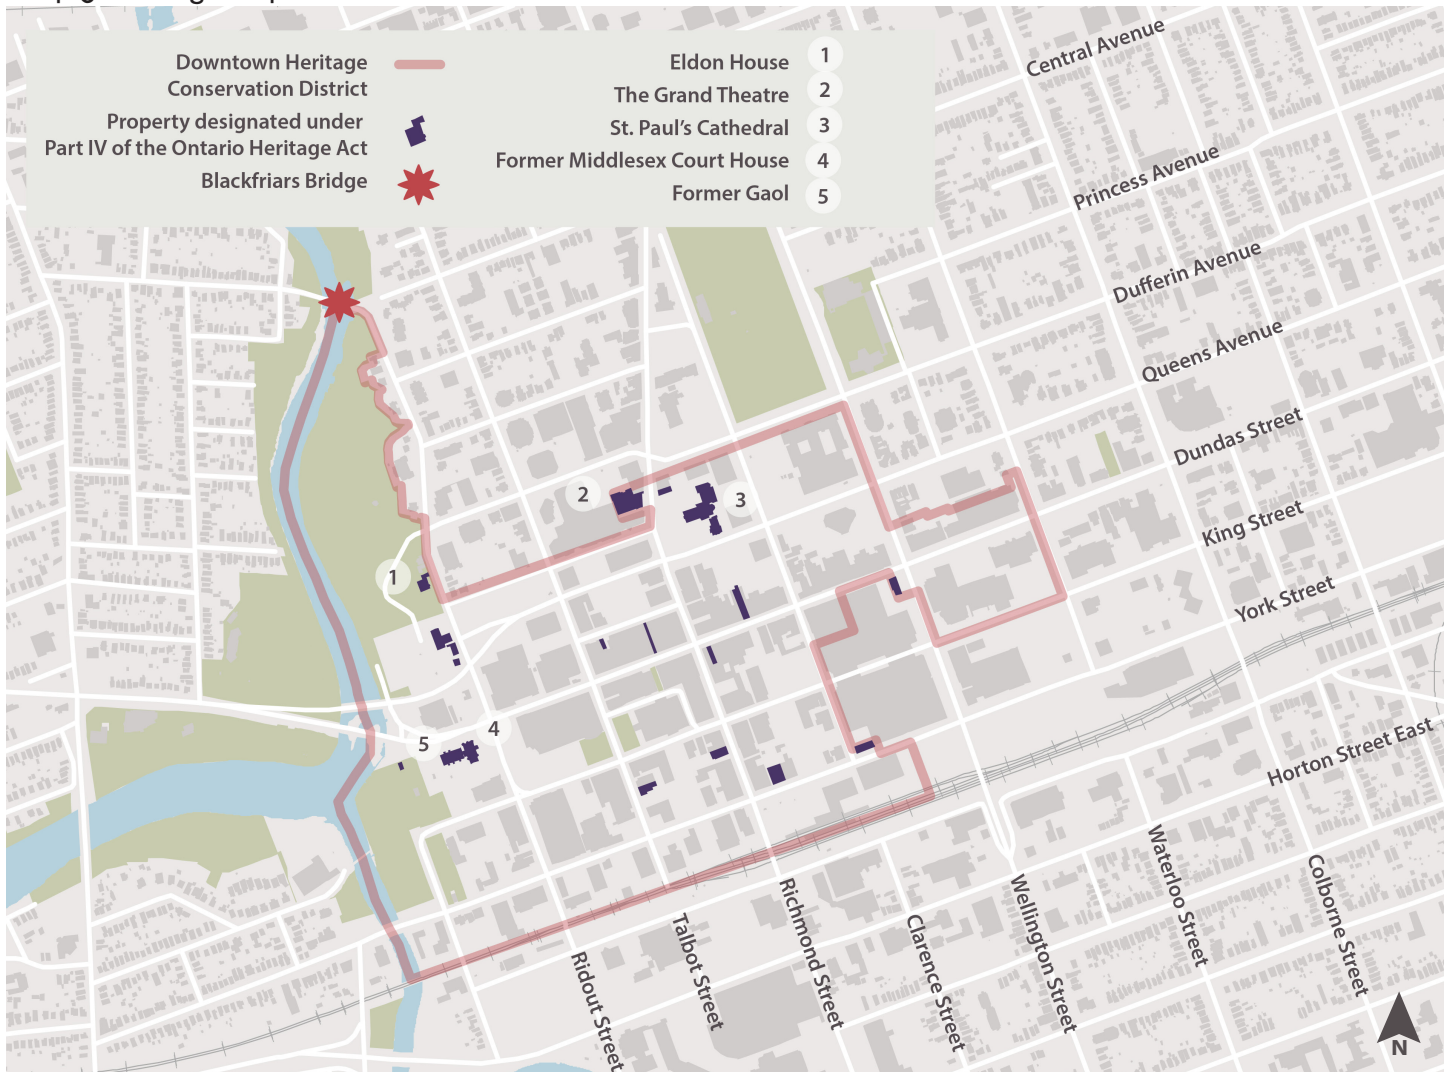 Downtown Heritage
Conservation District
Property designated under
Part IV of the Ontario Heritage Act
Blackfriars Bridge
Eldon House 1
The Grand Theatre 2
St. Paul's Cathedral 3
Former Middlesex Court House 4
Former Gaol 5
Central Avenue
Princess Avenue
Dufferin Avenue
Queens Avenue
Dundas Street
King Street
York Street
Horton Street East
2
3
1
4
5
Ridout Street
Talbot Street
Richmond Street
Clarence Street
Wellington Street
Waterloo Street
Colborne Street
N